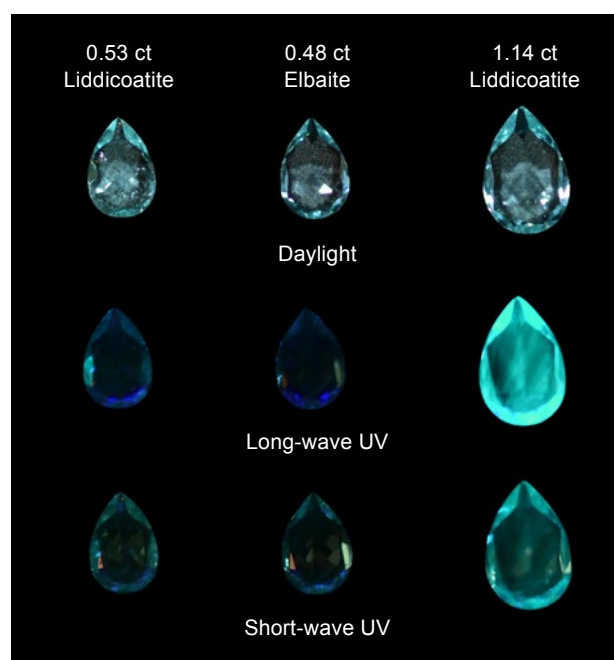 0.53 ct
Liddicoatite
0.48 ct
Elbaite
1.14 ct
Liddicoatite
Daylight
Long-wave UV
Short-wave UV